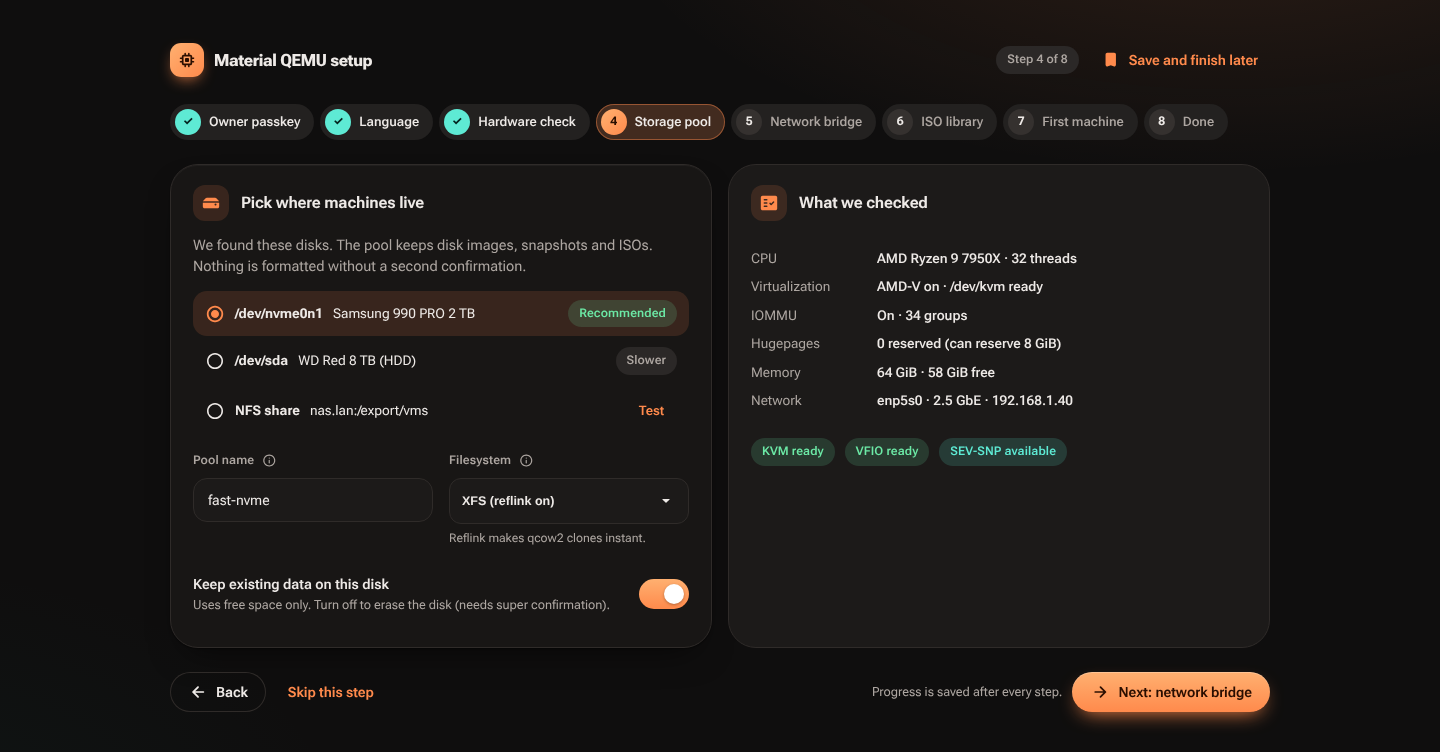 Material QEMU setup
Step 4 of 8
Save and finish later
Owner passkey
Language
Hardware check
4 Storage pool
5 Network bridge
6 ISO library
7 First machine
8 Done
Pick where machines live
We found these disks. The pool keeps disk images, snapshots and ISOs.
Nothing is formatted without a second confirmation.
/dev/nvme0n1 Samsung 990 PRO 2 TB Recommended
/dev/sda WD Red 8 TB (HDD) Slower
NFS share nas.lan:/export/vms Test
Pool name
fast-nvme
Filesystem
XFS (reflink on)
Reflink makes qcow2 clones instant.
Keep existing data on this disk
Uses free space only. Turn off to erase the disk (needs super confirmation).
What we checked
CPU AMD Ryzen 9 7950X · 32 threads
Virtualization AMD-V on · /dev/kvm ready
IOMMU On · 34 groups
Hugepages 0 reserved (can reserve 8 GiB)
Memory 64 GiB · 58 GiB free
Network enp5s0 · 2.5 GbE · 192.168.1.40
KVM ready
VFIO ready
SEV-SNP available
Back
Skip this step
Progress is saved after every step.
Next: network bridge